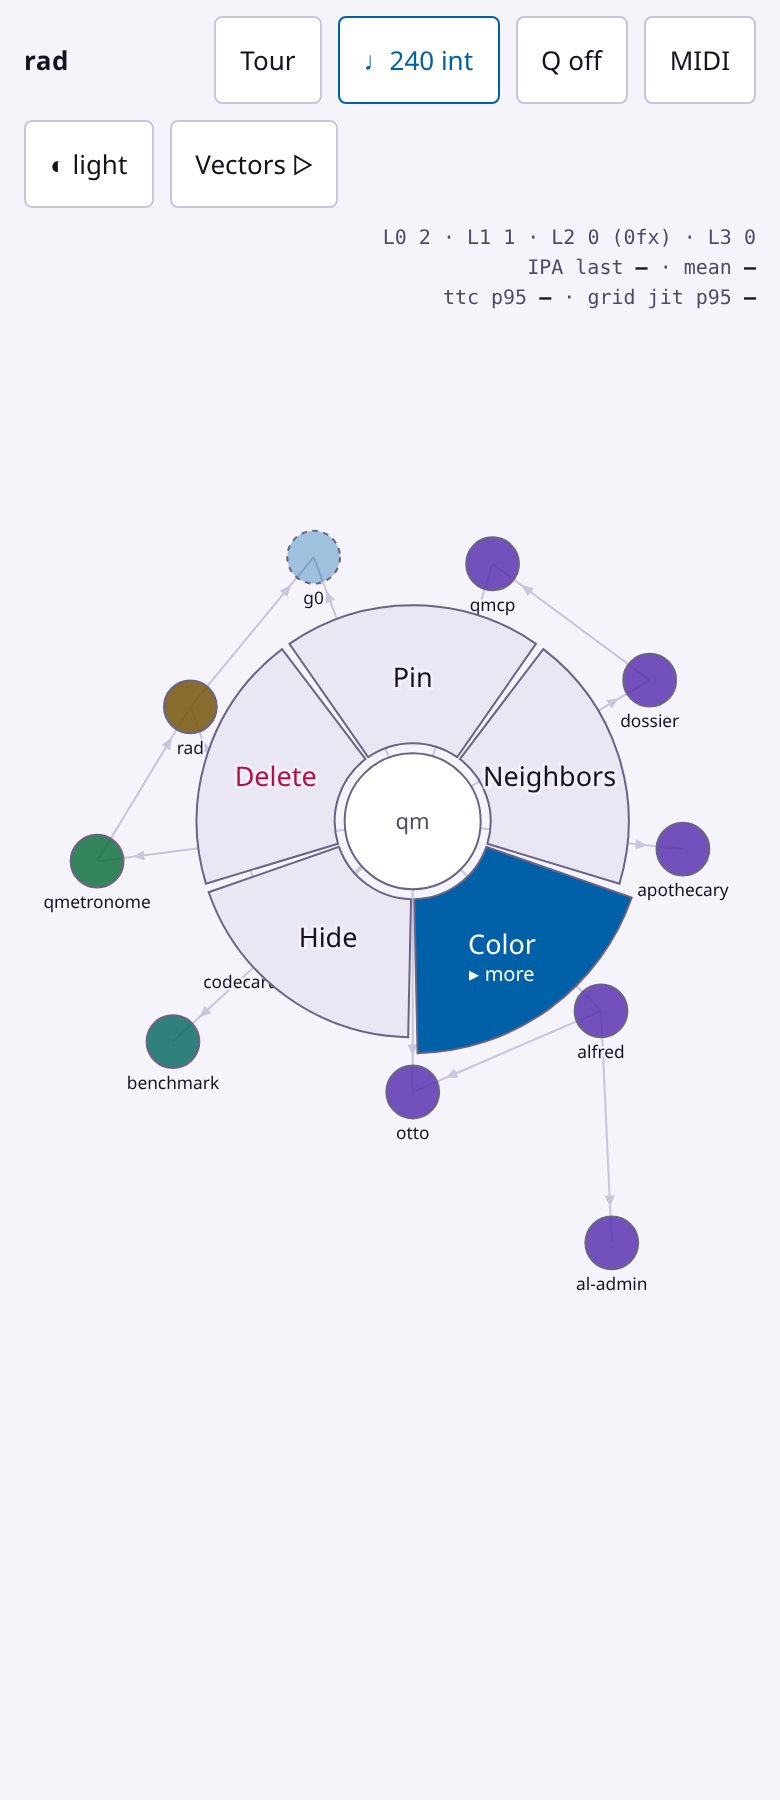 rad
Tour
♩ 240 int
Q off
MIDI
◖ light
Vectors ▷
L0 2 · L1 1 · L2 0 (0fx) · L3 0
IPA last — · mean —
ttc p95 — · grid jit p95 —
g0
qmcp
Pin
dossier
rad
Delete
Neighbors
qm
apothecary
qmetronome
Hide
Color
▸ more
codecart
alfred
benchmark
otto
al-admin